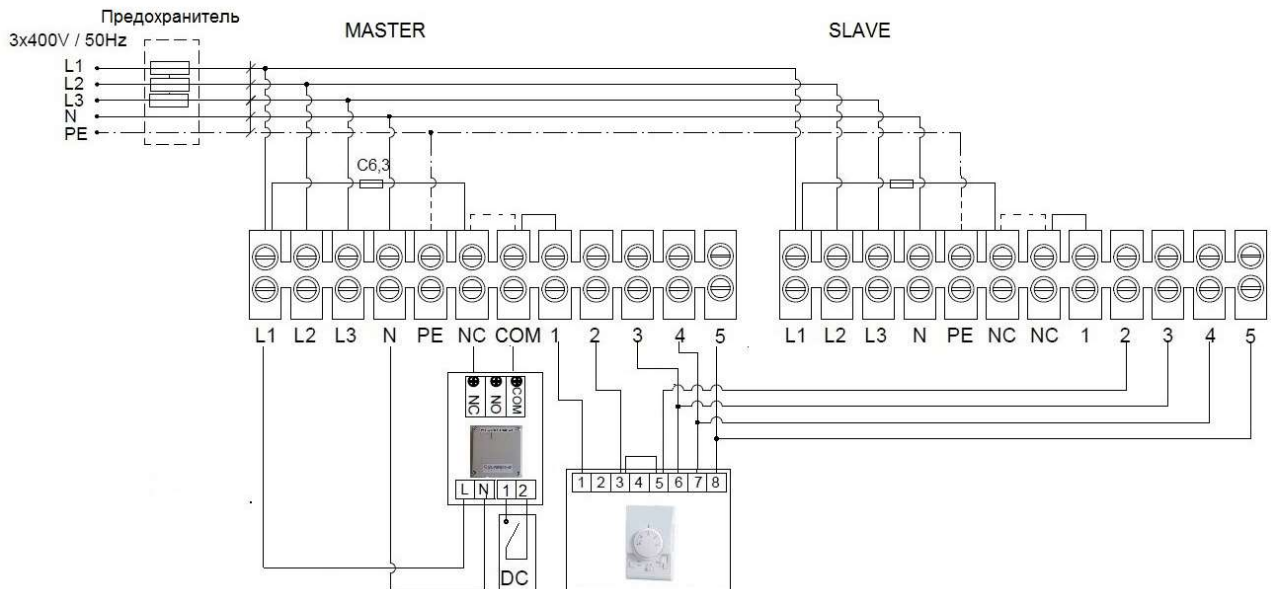 Предохранитель
3x400V / 50Hz
MASTER
SLAVE
L1
L2
L3
N
PE
C6,3
L1 L2 L3 N PE NC COM 1 2 3 4 5
L1 L2 L3 N PE NC NC 1 2 3 4 5
NC NO COM
L N 1 2
1 2 3 4 5 6 7 8
DC